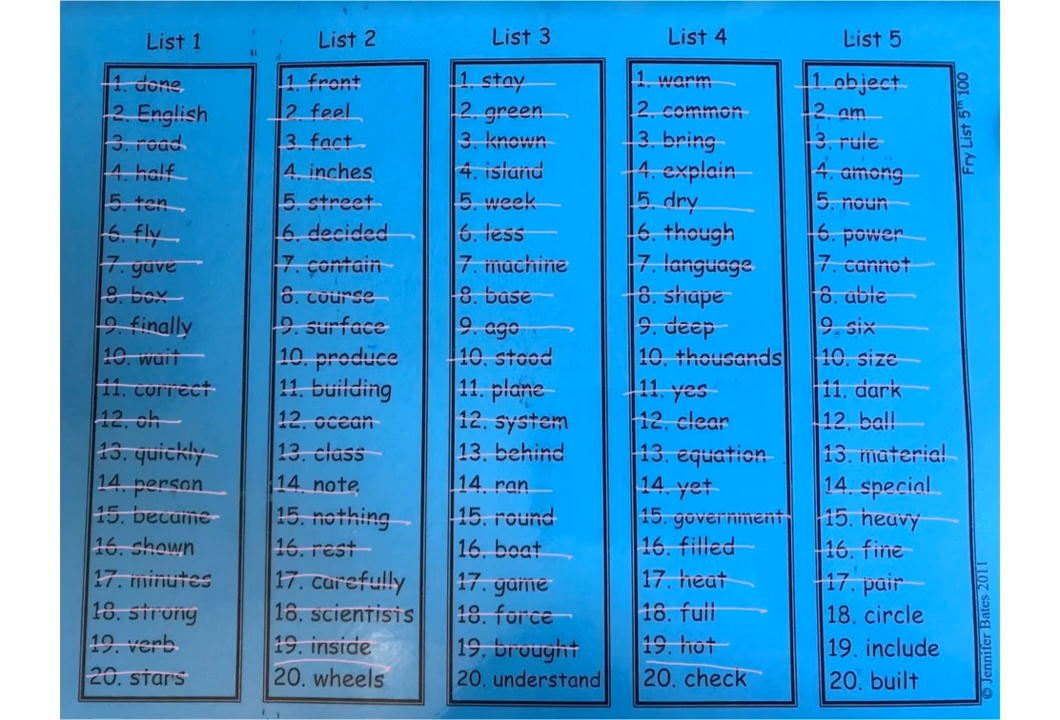 List 1
1. done
2. English
3. road
4. half
5. ten
6. fly
7. gave
8. box
9. finally
10. wait
11. correct
12. oh
13. quickly
14. person
15. became
16. shown
17. minutes
18. strong
19. verb
20. stars
List 2
1. front
2. feel
3. fact
4. inches
5. street
6. decided
7. contain
8. course
9. surface
10. produce
11. building
12. ocean
13. class
14. note
15. nothing
16. rest
17. carefully
18. scientists
19. inside
20. wheels
List 3
1. stay
2. green
3. known
4. island
5. week
6. less
7. machine
8. base
9. ago
10. stood
11. plane
12. system
13. behind
14. ran
15. round
16. boat
17. game
18. force
19. brought
20. understand
List 4
1. warm
2. common
3. bring
4. explain
5. dry
6. though
7. language
8. shape
9. deep
10. thousands
11. yes
12. clear
13. equation
14. yet
15. government
16. filled
17. heat
18. full
19. hot
20. check
List 5
1. object
2. am
3. rule
4. among
5. noun
6. power
7. cannot
8. able
9. six
10. size
11. dark
12. ball
13. material
14. special
15. heavy
16. fine
17. pair
18. circle
19. include
20. built
Fry List 5th 100
© Jennifer Bates 2011